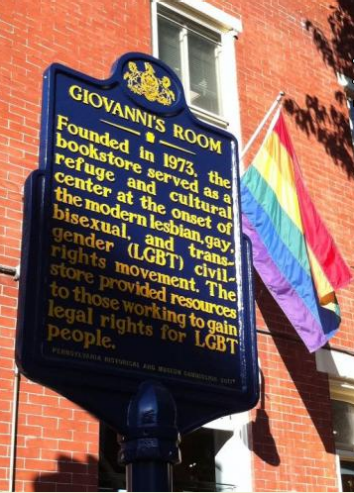 GIOVANNI'S ROOM
Founded in 1973, the
bookstore served as a
refuge and cultural
center at the onset of
the modern lesbian, gay,
bisexual, and trans-
gender (LGBT) civil-
rights movement. The
store provided resources
to those working to gain
legal rights for LGBT
people.
PENNSYLVANIA HISTORICAL AND MUSEUM COMMISSION 2011